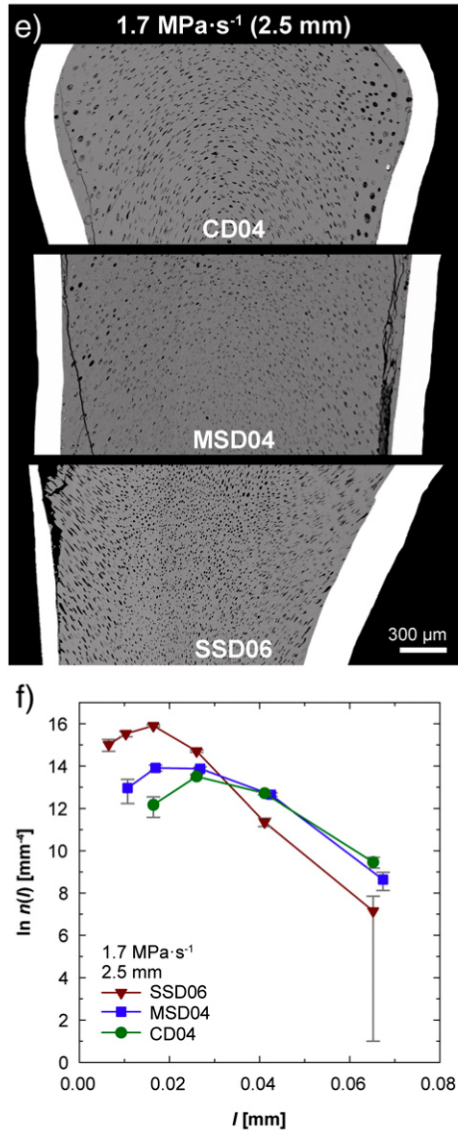 e)
1.7 MPa·s⁻¹ (2.5 mm)
CD04
MSD04
SSD06
300 µm
f)
16
14
12
10
8
6
4
2
0
ln n(l) [mm⁻⁴]
1.7 MPa·s⁻¹
2.5 mm
SSD06
MSD04
CD04
0.00 0.02 0.04 0.06 0.08
l [mm]